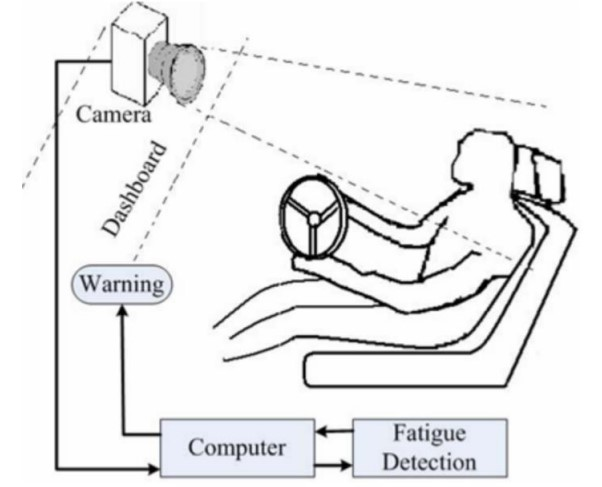 Camera
Dashboard
Warning
Computer
Fatigue
Detection